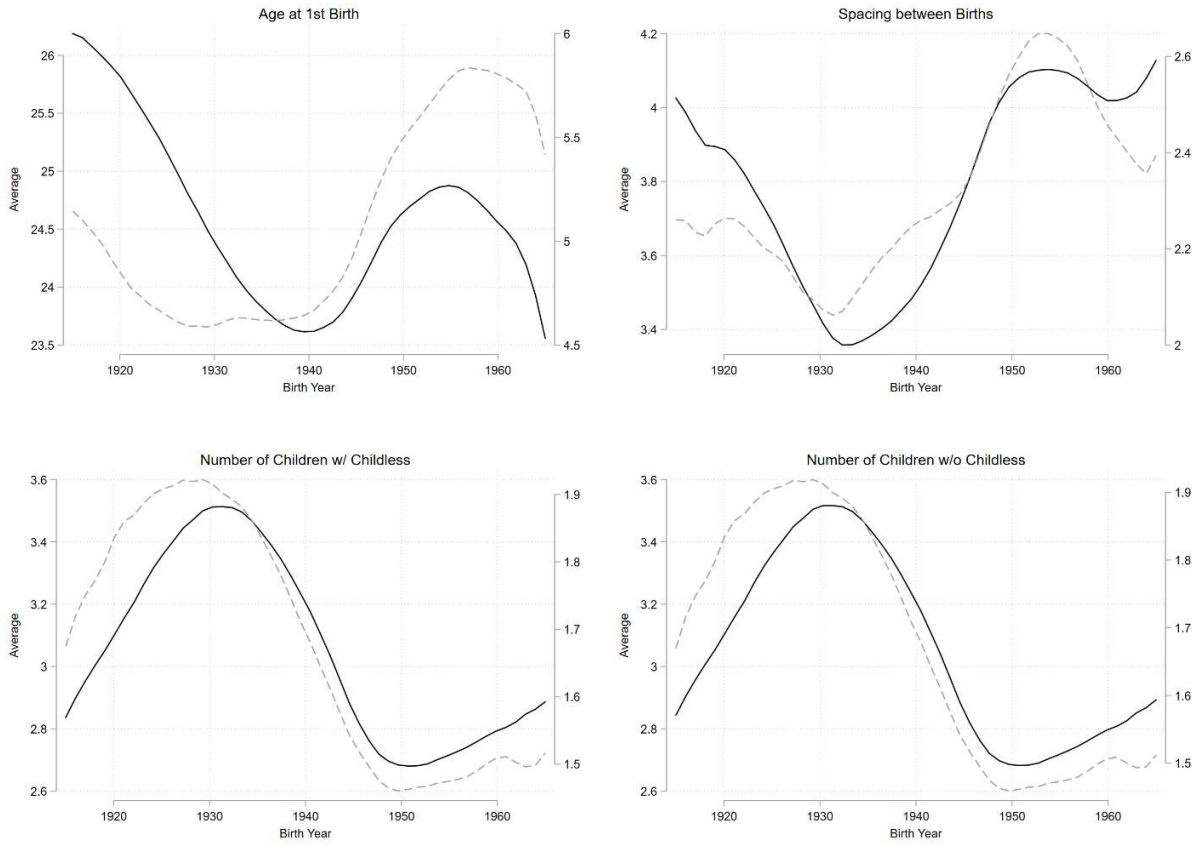 Age at 1st Birth
Average
26
25.5
25
24.5
24
23.5
6
5.5
5
4.5
1920 1930 1940 1950 1960
Birth Year
Spacing between Births
Average
4.2
4
3.8
3.6
3.4
2.6
2.4
2.2
2
1920 1930 1940 1950 1960
Birth Year
Number of Children w/ Childless
Average
3.6
3.4
3.2
3
2.8
2.6
1.9
1.8
1.7
1.6
1.5
1920 1930 1940 1950 1960
Birth Year
Number of Children w/o Childless
Average
3.6
3.4
3.2
3
2.8
2.6
1.9
1.8
1.7
1.6
1.5
1920 1930 1940 1950 1960
Birth Year